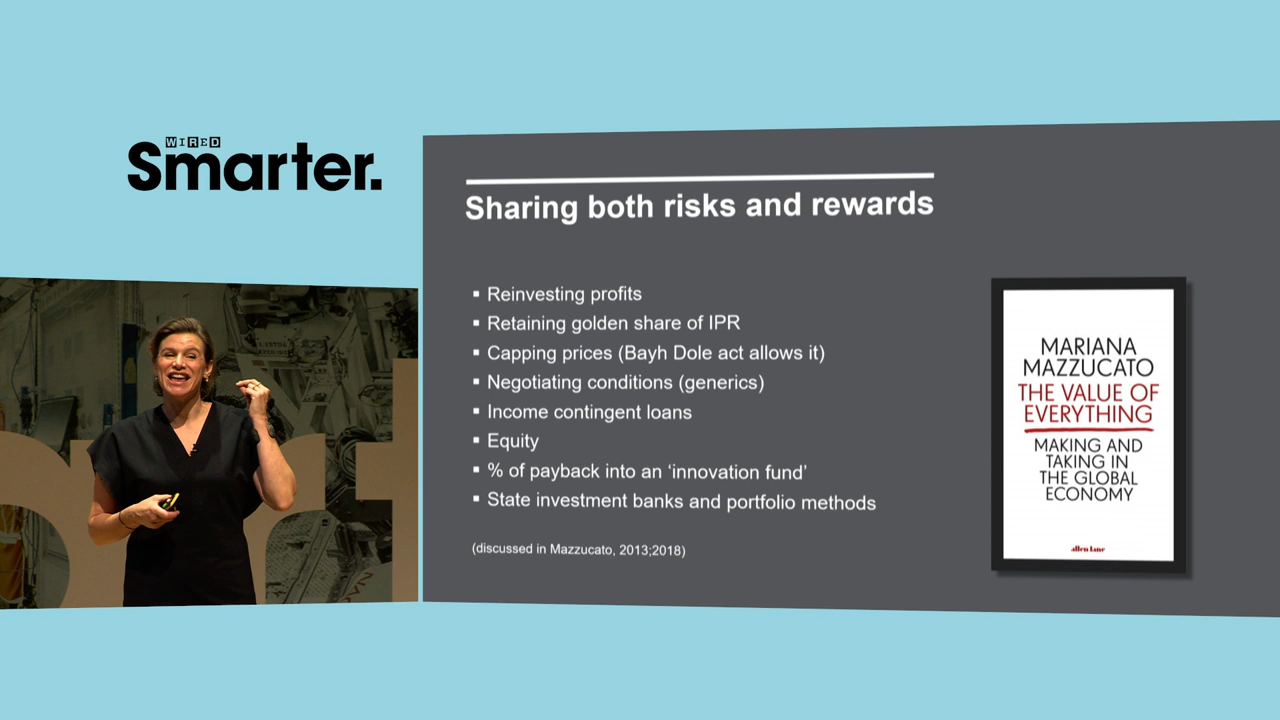 WIRED
Smarter.
Sharing both risks and rewards
▪ Reinvesting profits
▪ Retaining golden share of IPR
▪ Capping prices (Bayh Dole act allows it)
▪ Negotiating conditions (generics)
▪ Income contingent loans
▪ Equity
▪ % of payback into an ‘innovation fund’
▪ State investment banks and portfolio methods
(discussed in Mazzucato, 2013;2018)
MARIANA
MAZZUCATO
THE VALUE OF
EVERYTHING
MAKING AND
TAKING IN
THE GLOBAL
ECONOMY
allen lane